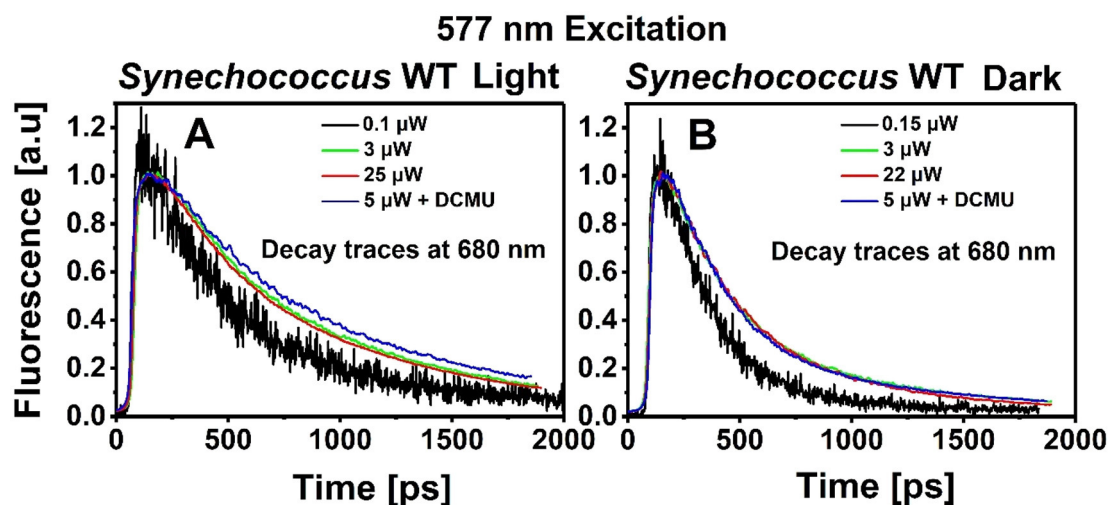 577 nm Excitation
Synechococcus WT Light
Synechococcus WT Dark
A
0.1 µW
3 µW
25 µW
5 µW + DCMU
Decay traces at 680 nm
B
0.15 µW
3 µW
22 µW
5 µW + DCMU
Decay traces at 680 nm
Fluorescence [a.u]
1.2
1.0
0.8
0.6
0.4
0.2
0.0
0 500 1000 1500 2000
Time [ps]
1.2
1.0
0.8
0.6
0.4
0.2
0.0
0 500 1000 1500 2000
Time [ps]